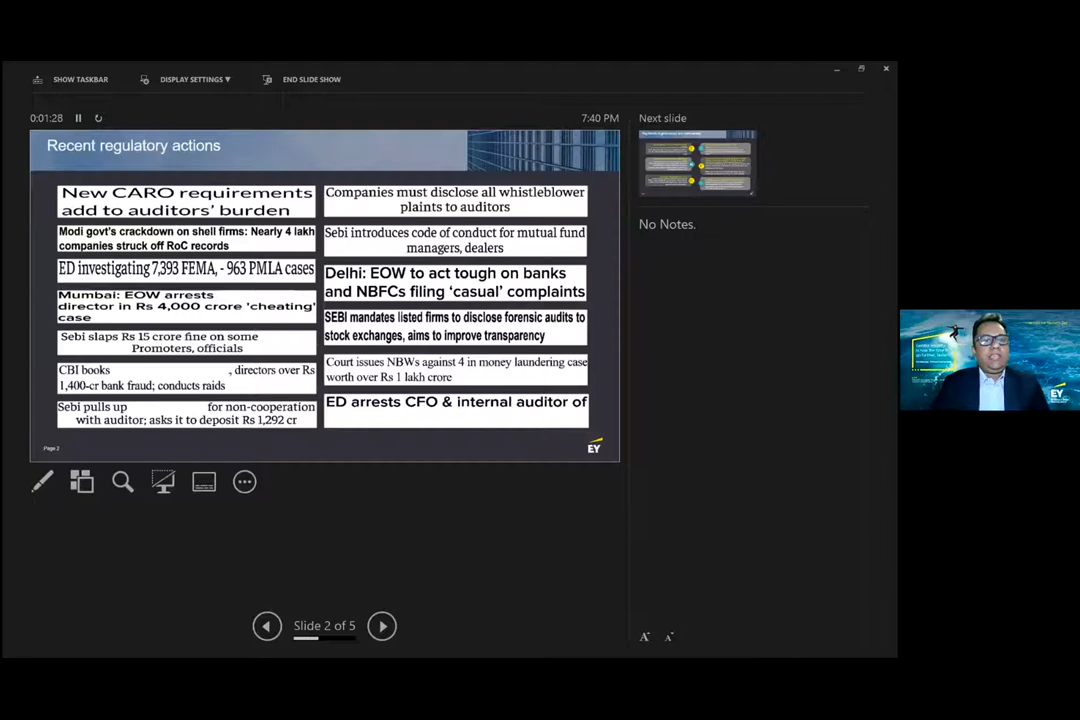 SHOW TASKBAR
DISPLAY SETTINGS ▼
END SLIDE SHOW
0:01:28
7:40 PM
Next slide
Recent regulatory actions
New CARO requirements
add to auditors' burden
Modi govt's crackdown on shell firms: Nearly 4 lakh
companies struck off RoC records
ED investigating 7,393 FEMA, - 963 PMLA cases
Mumbai: EOW arrests
director in Rs 4,000 crore 'cheating'
case
Sebi slaps Rs 15 crore fine on some
Promoters, officials
CBI books , directors over Rs
1,400-cr bank fraud; conducts raids
Sebi pulls up for non-cooperation
with auditor; asks it to deposit Rs 1,292 cr
Companies must disclose all whistleblower
plaints to auditors
Sebi introduces code of conduct for mutual fund
managers, dealers
Delhi: EOW to act tough on banks
and NBFCs filing 'casual' complaints
SEBI mandates listed firms to disclose forensic audits to
stock exchanges, aims to improve transparency
Court issues NBWs against 4 in money laundering case
worth over Rs 1 lakh crore
ED arrests CFO & internal auditor of
Page 2
EY
No Notes.
EY
Slide 2 of 5
A
A